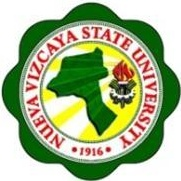 NUEVA VIZCAYA STATE UNIVERSITY
• 1916 •